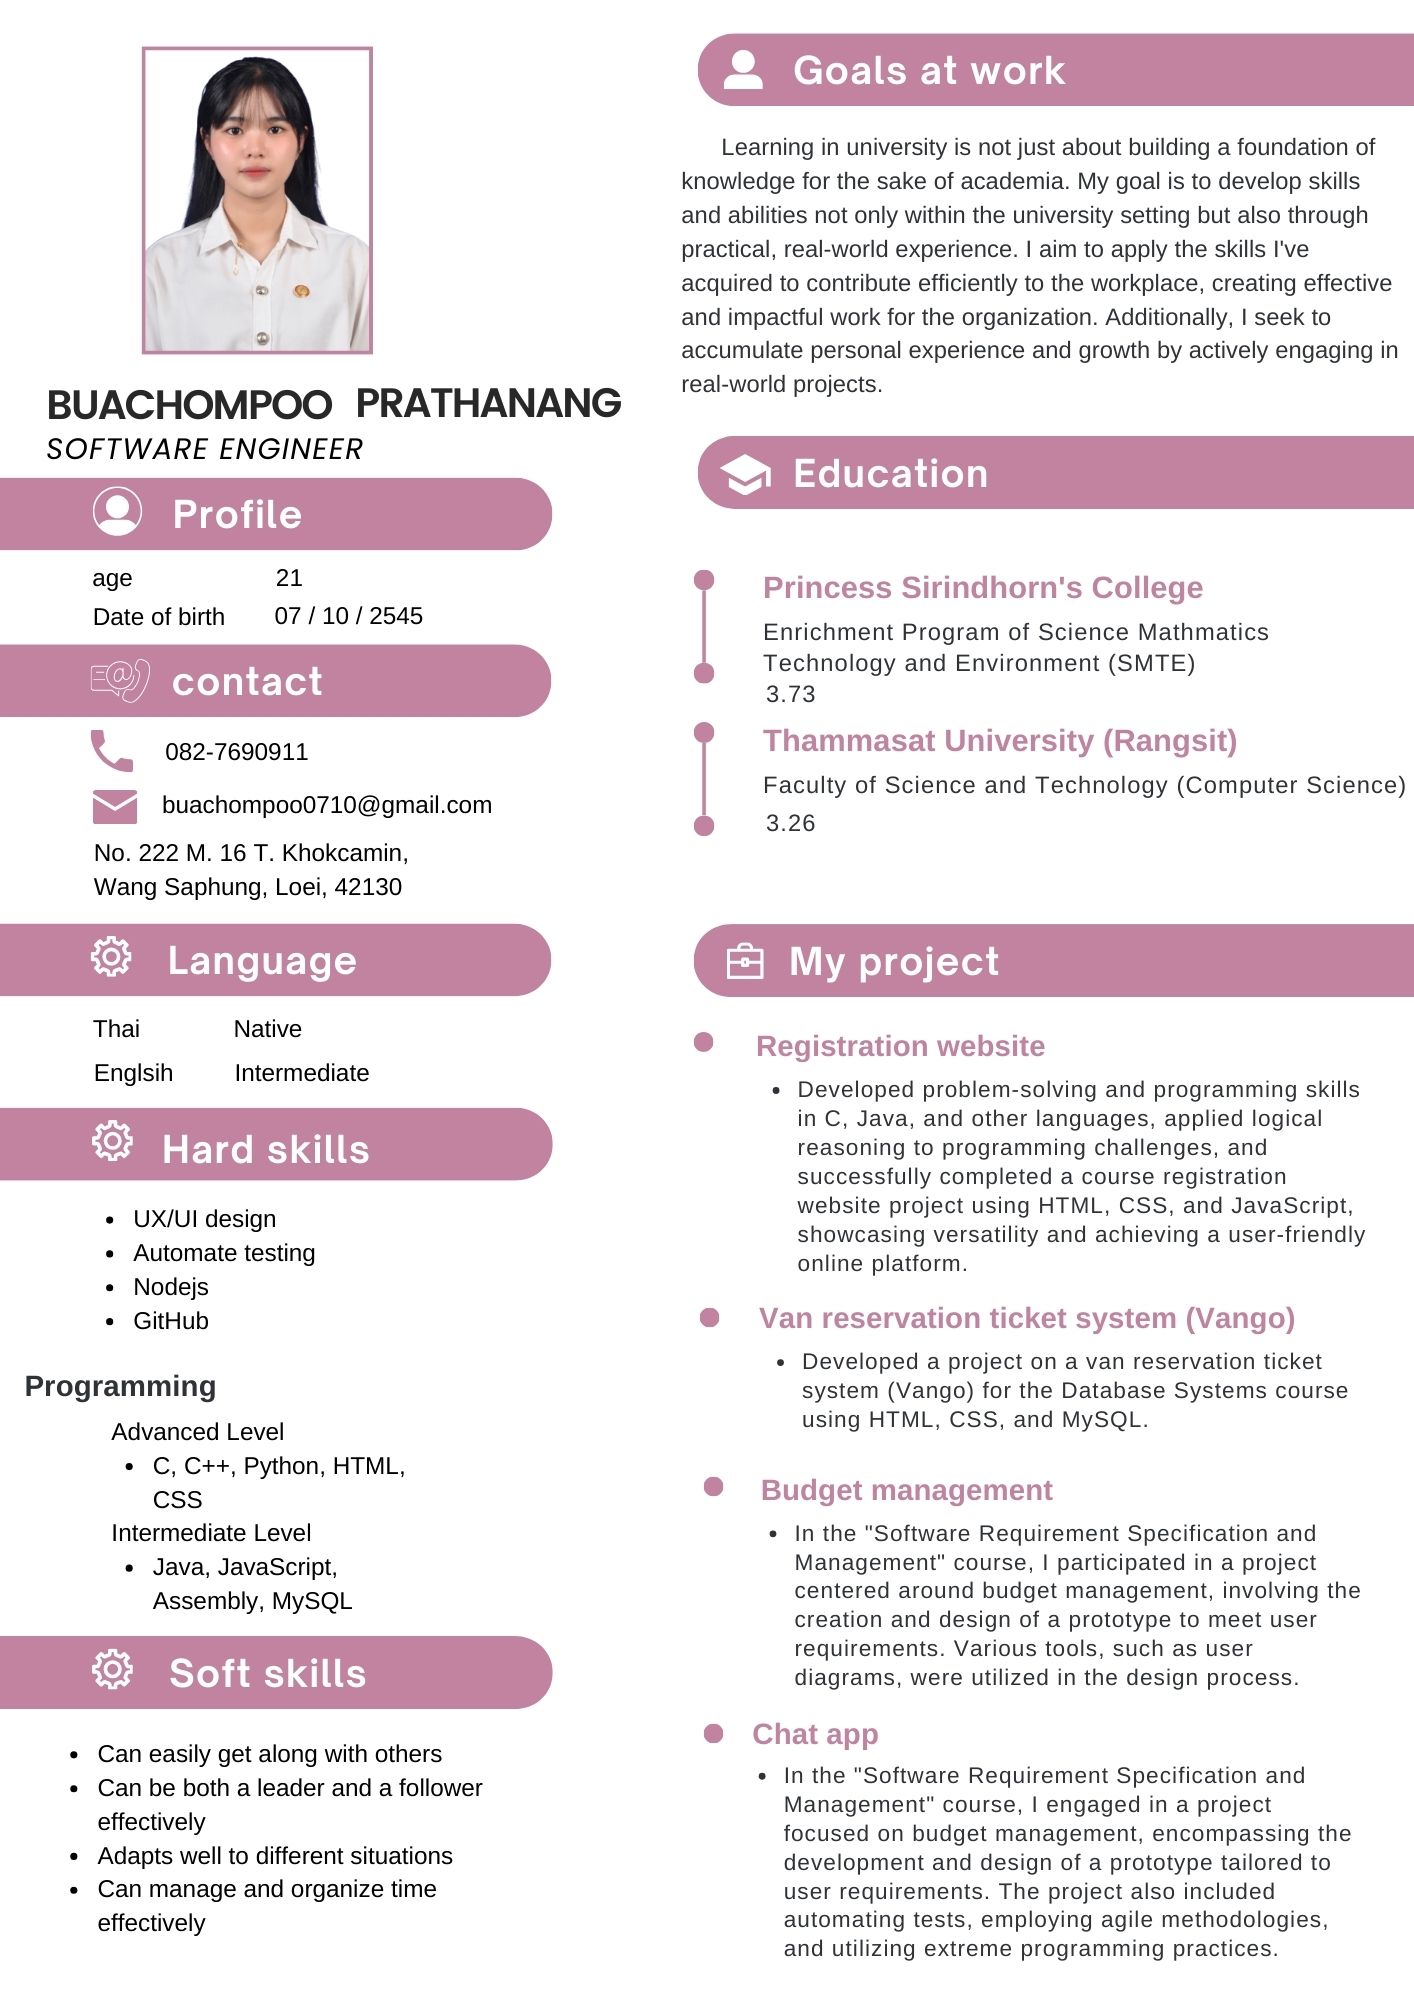 BUACHOMPOO PRATHANANG
SOFTWARE ENGINEER
Profile
age 21
Date of birth 07 / 10 / 2545
contact
082-7690911
buachompoo0710@gmail.com
No. 222 M. 16 T. Khokcamin,
Wang Saphung, Loei, 42130
Language
Thai Native
Englsih Intermediate
Hard skills
• UX/UI design
• Automate testing
• Nodejs
• GitHub
Programming
Advanced Level
• C, C++, Python, HTML,
CSS
Intermediate Level
• Java, JavaScript,
Assembly, MySQL
Soft skills
• Can easily get along with others
• Can be both a leader and a follower
effectively
• Adapts well to different situations
• Can manage and organize time
effectively
Goals at work
Learning in university is not just about building a foundation of
knowledge for the sake of academia. My goal is to develop skills
and abilities not only within the university setting but also through
practical, real-world experience. I aim to apply the skills I've
acquired to contribute efficiently to the workplace, creating effective
and impactful work for the organization. Additionally, I seek to
accumulate personal experience and growth by actively engaging in
real-world projects.
Education
Princess Sirindhorn's College
Enrichment Program of Science Mathmatics
Technology and Environment (SMTE)
3.73
Thammasat University (Rangsit)
Faculty of Science and Technology (Computer Science)
3.26
My project
Registration website
• Developed problem-solving and programming skills
in C, Java, and other languages, applied logical
reasoning to programming challenges, and
successfully completed a course registration
website project using HTML, CSS, and JavaScript,
showcasing versatility and achieving a user-friendly
online platform.
Van reservation ticket system (Vango)
• Developed a project on a van reservation ticket
system (Vango) for the Database Systems course
using HTML, CSS, and MySQL.
Budget management
• In the "Software Requirement Specification and
Management" course, I participated in a project
centered around budget management, involving the
creation and design of a prototype to meet user
requirements. Various tools, such as user
diagrams, were utilized in the design process.
Chat app
• In the "Software Requirement Specification and
Management" course, I engaged in a project
focused on budget management, encompassing the
development and design of a prototype tailored to
user requirements. The project also included
automating tests, employing agile methodologies,
and utilizing extreme programming practices.